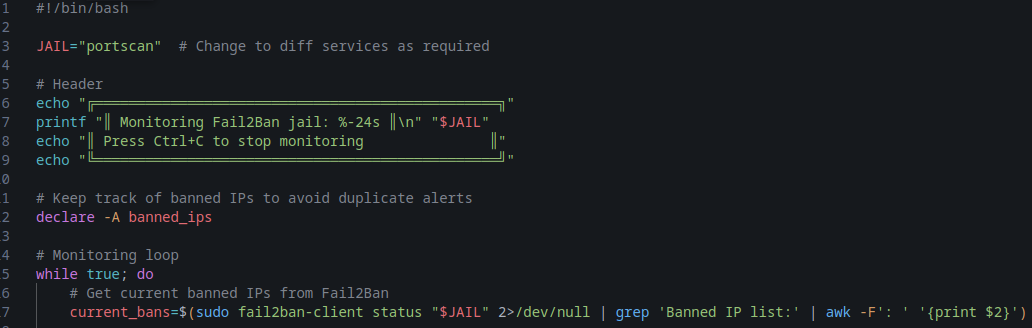 1 #!/bin/bash
2
3 JAIL="portscan"  # Change to diff services as required
4
5 # Header
6 echo "╔════════════════════════════════════════════════╗"
7 printf "║ Monitoring Fail2Ban jail: %-24s ║\n" "$JAIL"
8 echo "║ Press Ctrl+C to stop monitoring               ║"
9 echo "╚════════════════════════════════════════════════╝"
0
1 # Keep track of banned IPs to avoid duplicate alerts
2 declare -A banned_ips
3
4 # Monitoring loop
5 while true; do
6     # Get current banned IPs from Fail2Ban
7     current_bans=$(sudo fail2ban-client status "$JAIL" 2>/dev/null | grep 'Banned IP list:' | awk -F': ' '{print $2}')